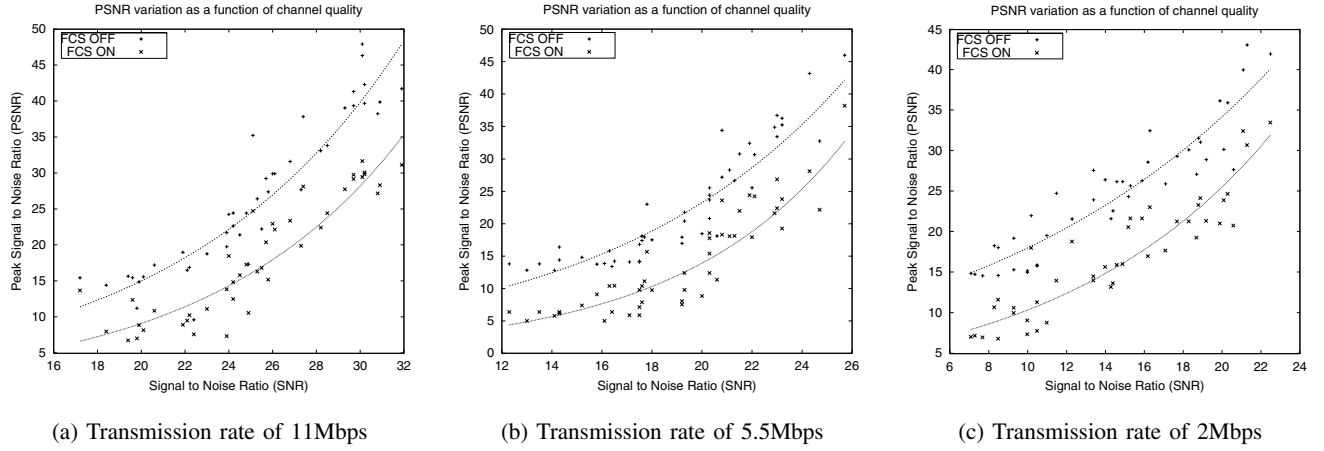 PSNR variation as a function of channel quality
Peak Signal to Noise Ratio (PSNR)
50
45
40
35
30
25
20
15
10
5
FCS OFF
FCS ON
16 18 20 22 24 26 28 30 32
Signal to Noise Ratio (SNR)
(a) Transmission rate of 11Mbps
PSNR variation as a function of channel quality
Peak Signal to Noise Ratio (PSNR)
50
45
40
35
30
25
20
15
10
5
0
FCS OFF
FCS ON
12 14 16 18 20 22 24 26
Signal to Noise Ratio (SNR)
(b) Transmission rate of 5.5Mbps
PSNR variation as a function of channel quality
Peak Signal to Noise Ratio (PSNR)
45
40
35
30
25
20
15
10
5
FCS OFF
FCS ON
6 8 10 12 14 16 18 20 22 24
Signal to Noise Ratio (SNR)
(c) Transmission rate of 2Mbps